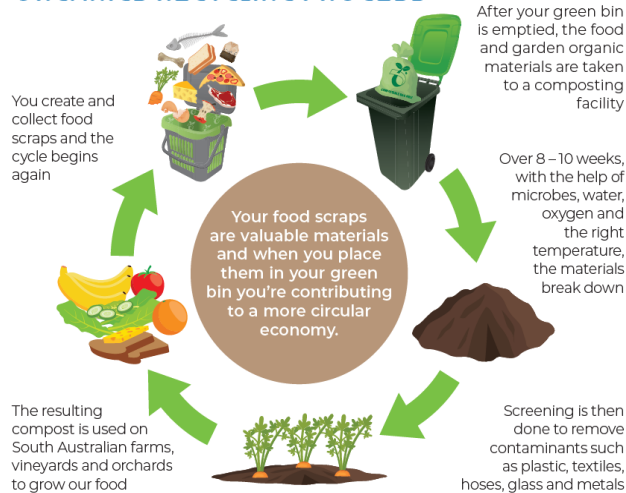 After your green bin
is emptied, the food
and garden organic
materials are taken
to a composting
facility
You create and
collect food
scraps and the
cycle begins
again
Over 8 – 10 weeks,
with the help of
microbes, water,
oxygen and
the right
temperature,
the materials
break down
Your food scraps
are valuable materials
and when you place
them in your green
bin you’re contributing
to a more circular
economy.
The resulting
compost is used on
South Australian farms,
vineyards and orchards
to grow our food
Screening is then
done to remove
contaminants such
as plastic, textiles,
hoses, glass and metals